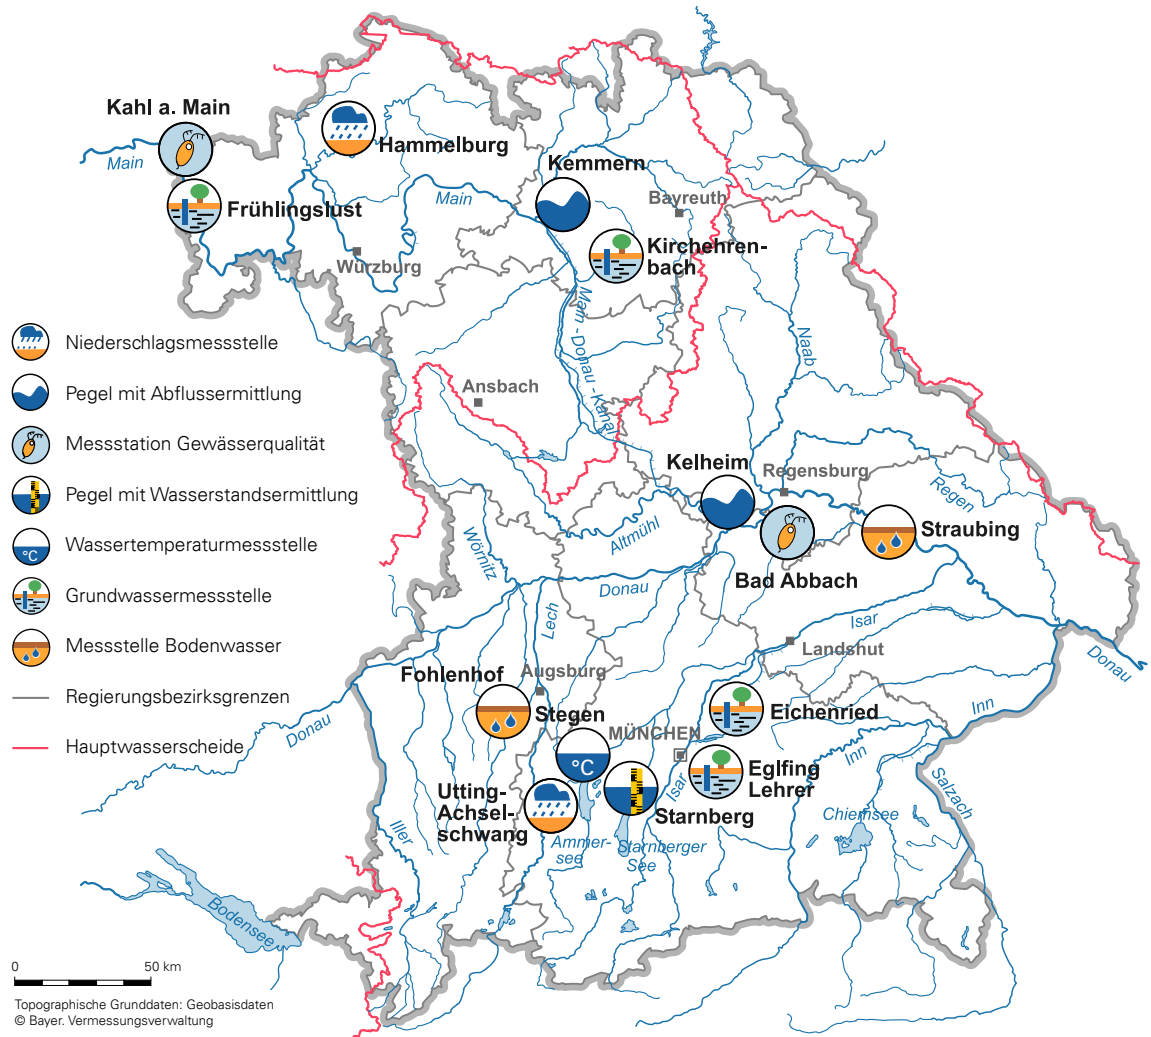 Kahl a. Main
Main
Hammelburg
Frühlingslust
Main
Kemmern
Bayreuth
Kirchehren-
bach
Würzburg
Main - Donau - Kanal
Naab
Ansbach
Niederschlagsmessstelle
Pegel mit Abflussermittlung
Messstation Gewässerqualität
Pegel mit Wasserstandsermittlung
°C
Wassertemperaturmessstelle
Grundwassermessstelle
Messstelle Bodenwasser
Regierungsbezirksgrenzen
Hauptwasserscheide
Kelheim
Regensburg
Regen
Altmühl
Wörnitz
Straubing
Bad Abbach
Donau
Lech
Isar
Landshut
Donau
Fohlenhof
Augsburg
Stegen
MÜNCHEN
Eichenried
Inn
Donau
°C
Inn
Eglfing
Lehrer
Isar
Salzach
Utting-
Achsel-
schwang
Starnberg
Chiemsee
Iller
Ammer-
see
Starnberger
See
Bodensee
0 50 km
Topographische Grunddaten: Geobasisdaten
© Bayer. Vermessungsverwaltung